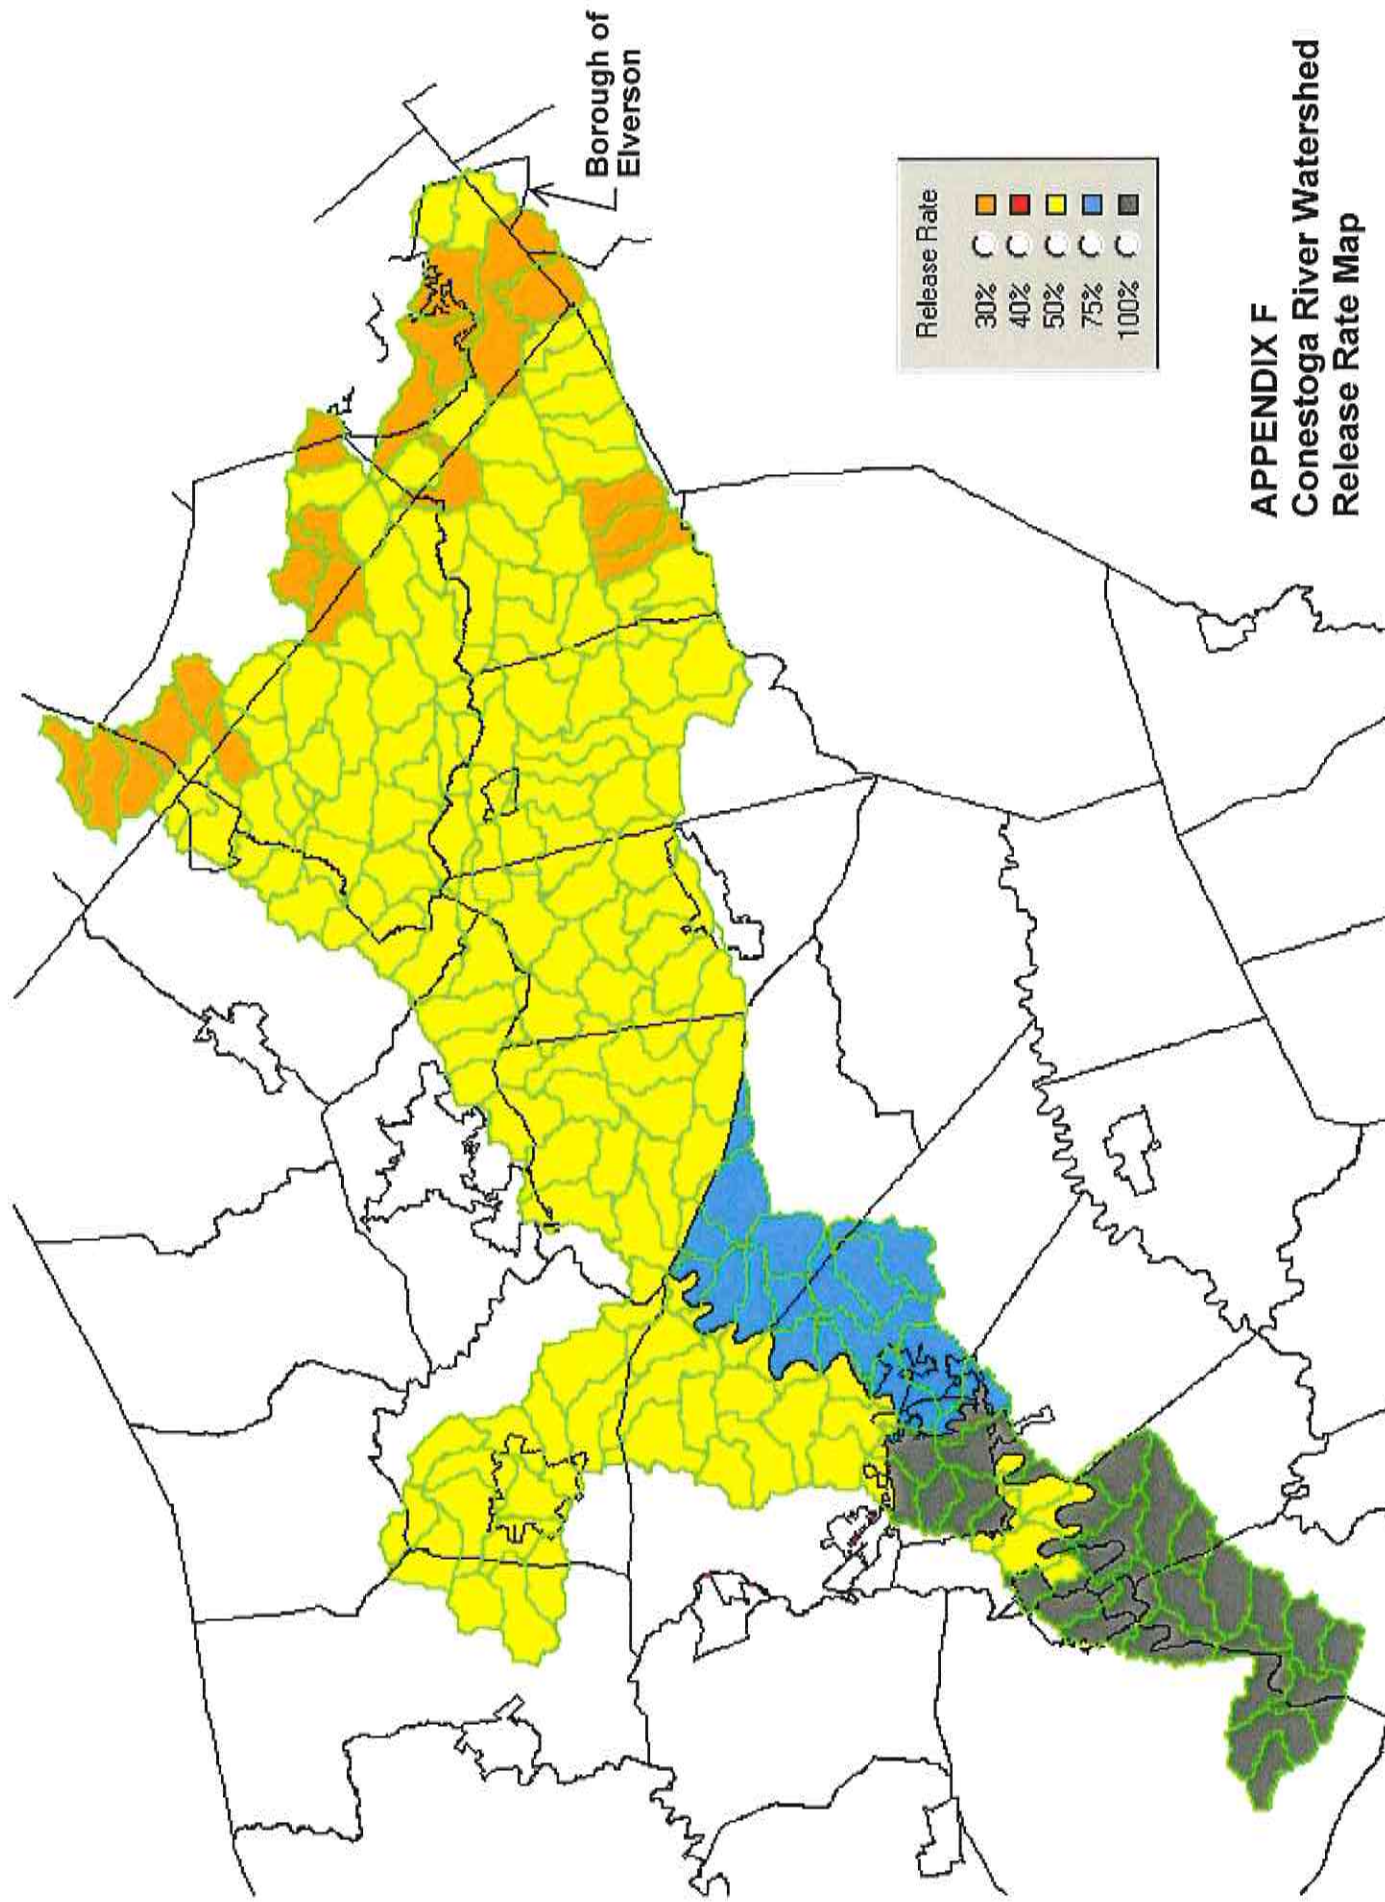 Borough of
Elverson
Release Rate
30%
40%
50%
75%
100%
APPENDIX F
Conestoga River Watershed
Release Rate Map